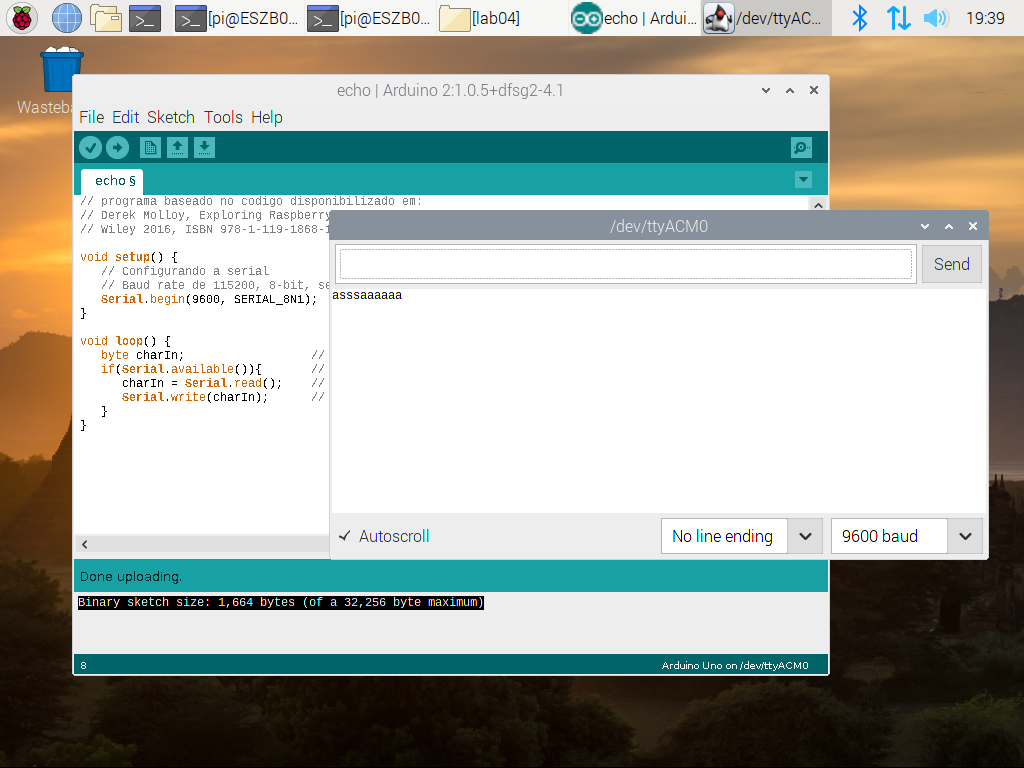 [pi@ESZB0...
[pi@ESZB0...
[lab04]
echo | Ardui...
/dev/ttyAC...
19:39
Wasteba
echo | Arduino 2:1.0.5+dfsg2-4.1
File Edit Sketch Tools Help
echo §
// programa baseado no codigo disponibilizado em:
// Derek Molloy, Exploring Raspberry
// Wiley 2016, ISBN 978-1-119-1868-1
void setup() {
// Configurando a serial
// Baud rate de 115200, 8-bit, se
Serial.begin(9600, SERIAL_8N1);
}
void loop() {
byte charIn; //
if(Serial.available()){ //
charIn = Serial.read(); //
Serial.write(charIn); //
}
}
/dev/ttyACM0
Send
asssaaaaaa
Autoscroll
No line ending
9600 baud
Done uploading.
Binary sketch size: 1,664 bytes (of a 32,256 byte maximum)
8
Arduino Uno on /dev/ttyACM0